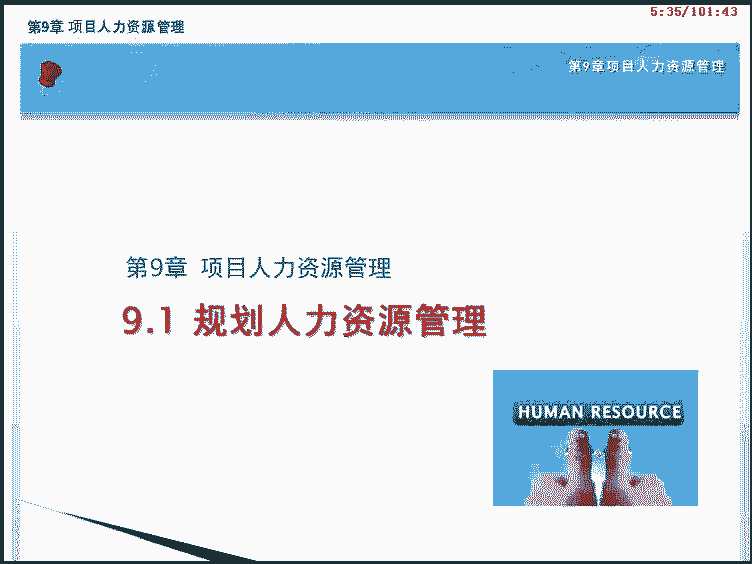 5:35/101:43
第9章 项目人力资源管理
第9章项目人力资源管理
第9章 项目人力资源管理
9.1 规划人力资源管理
HUMAN RESOURCE